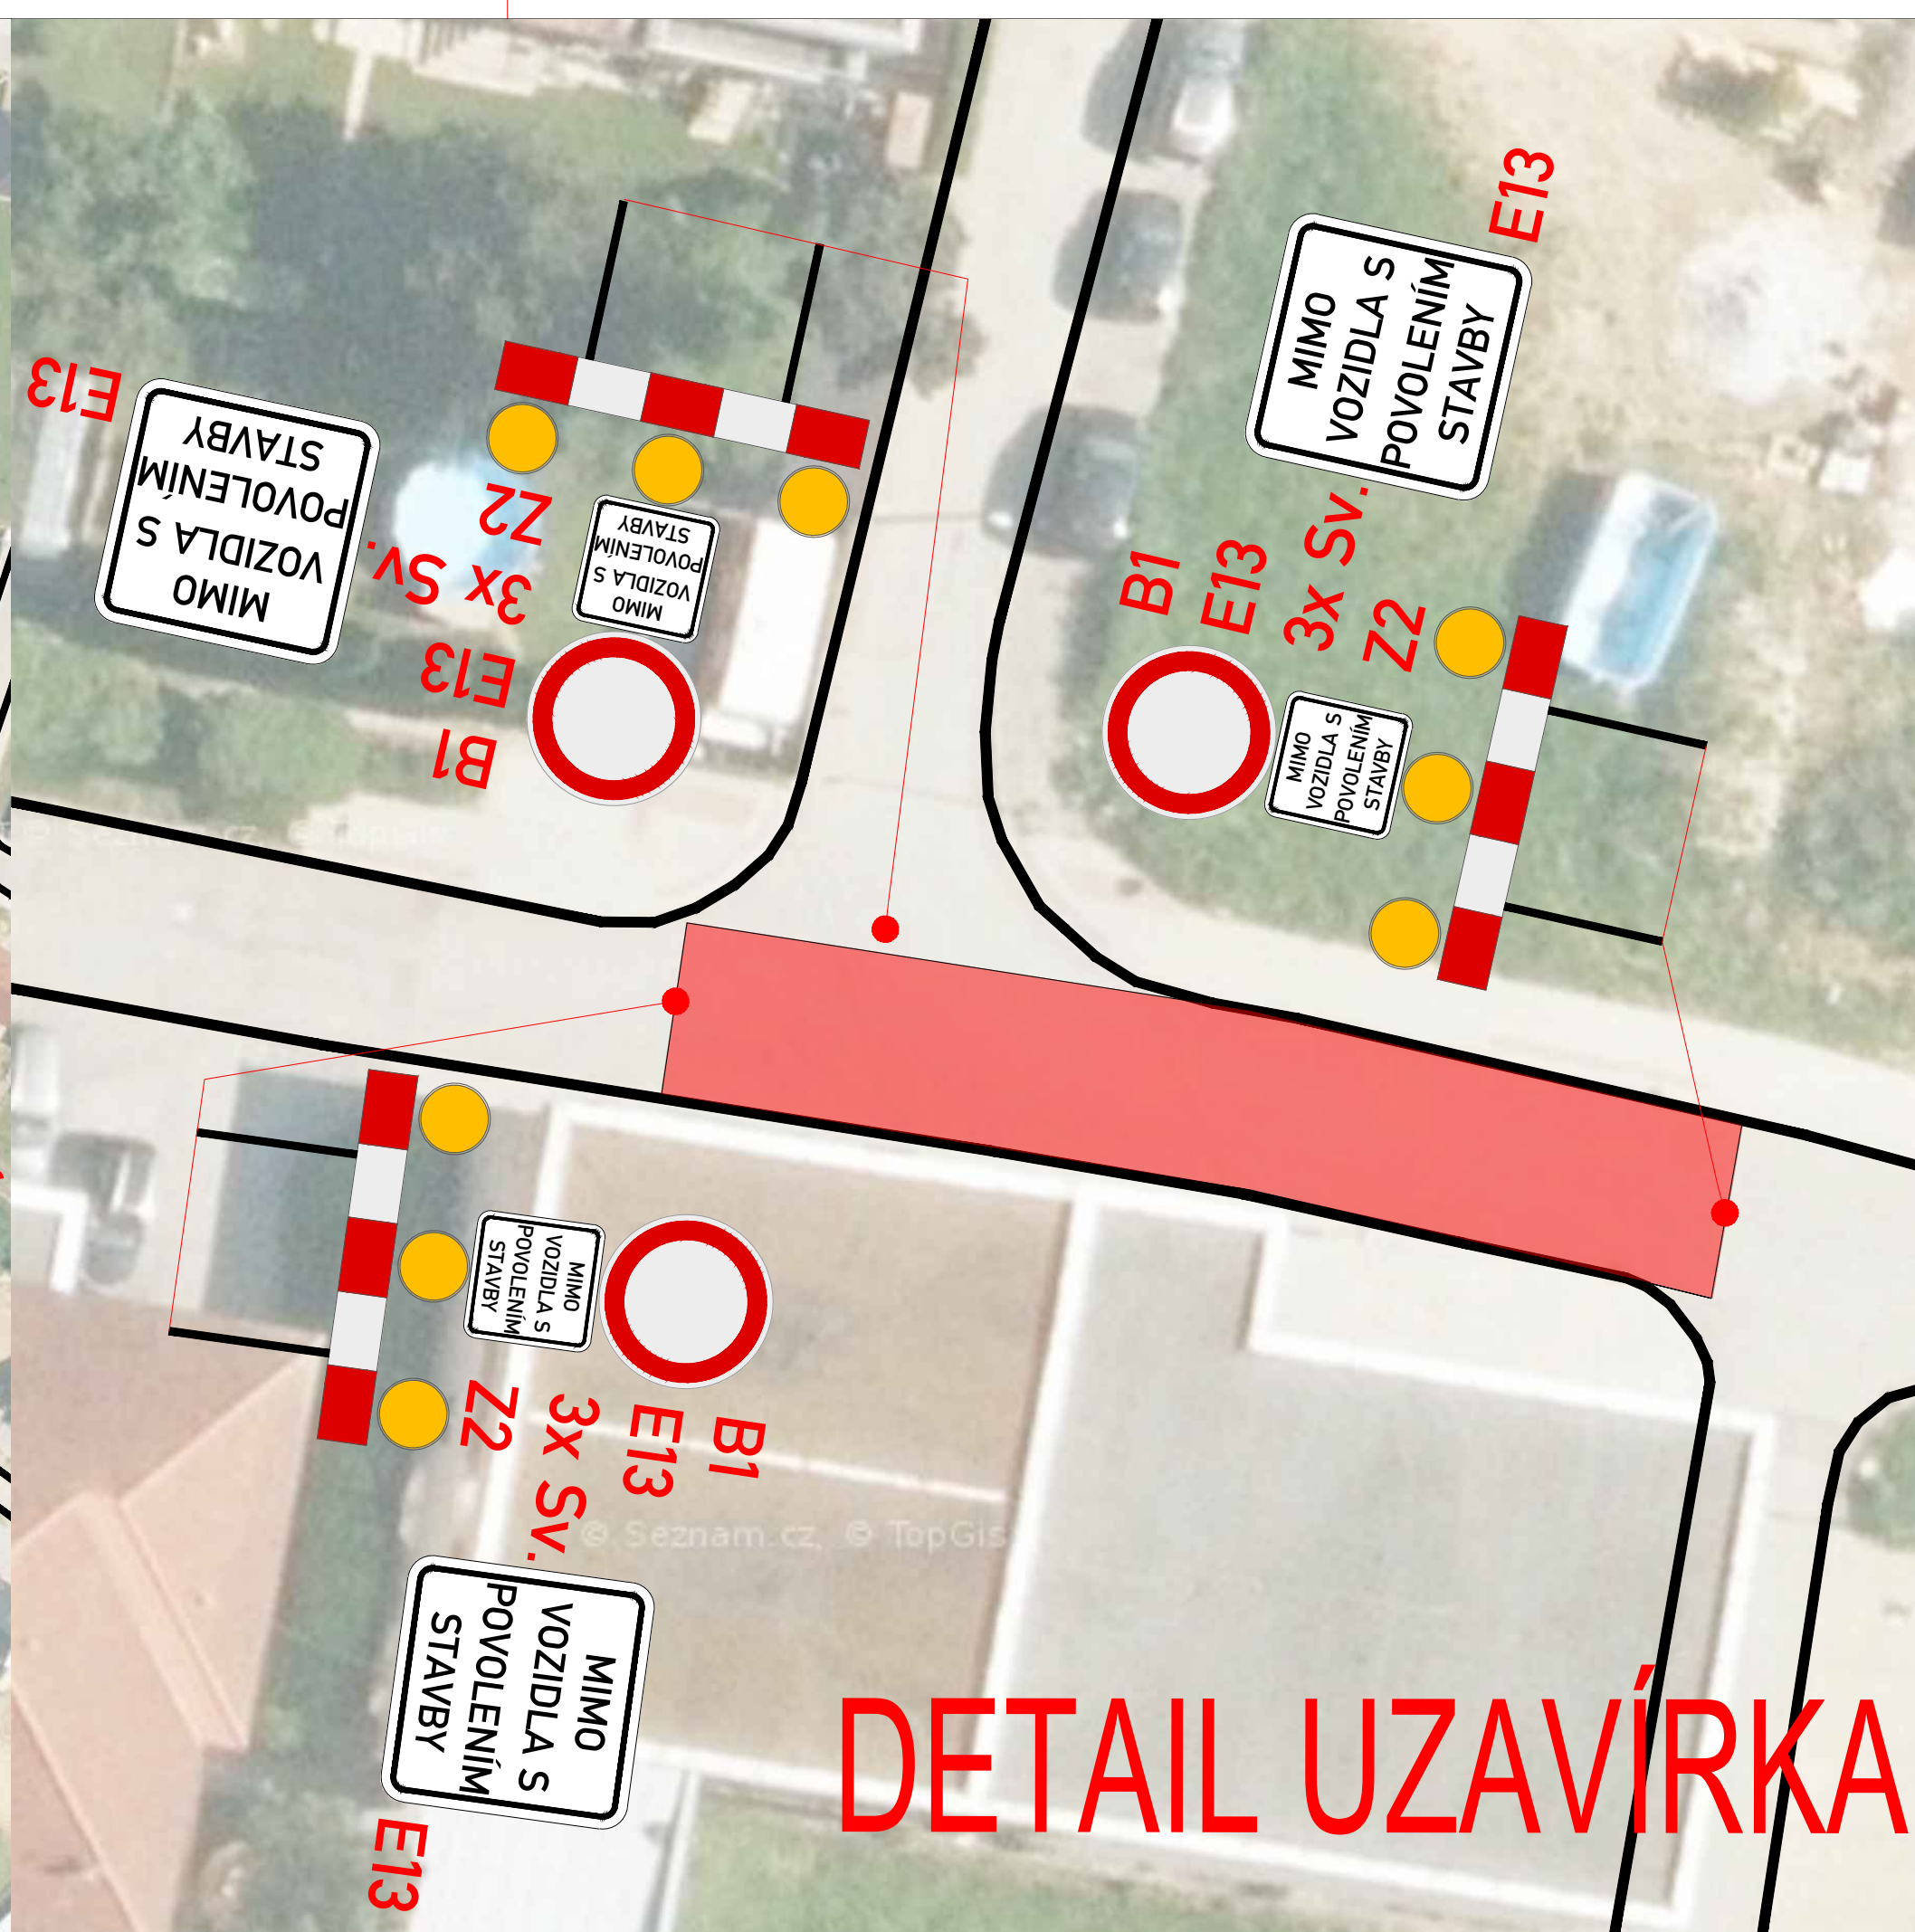 E13
MIMO
VOZIDLA S
POVOLENÍM
STAVBY
Z2
3x Sv.
E13
B1
MIMO
VOZIDLA S
POVOLENÍM
STAVBY
E13
MIMO
VOZIDLA S
POVOLENÍM
STAVBY
B1
E13
3x Sv.
Z2
MIMO
VOZIDLA S
POVOLENÍM
STAVBY
MIMO
VOZIDLA S
POVOLENÍM
STAVBY
B1
E13
3x Sv.
Z2
MIMO
VOZIDLA S
POVOLENÍM
STAVBY
E13
© Seznam.cz, © TopGis
DETAIL UZAVÍRKA